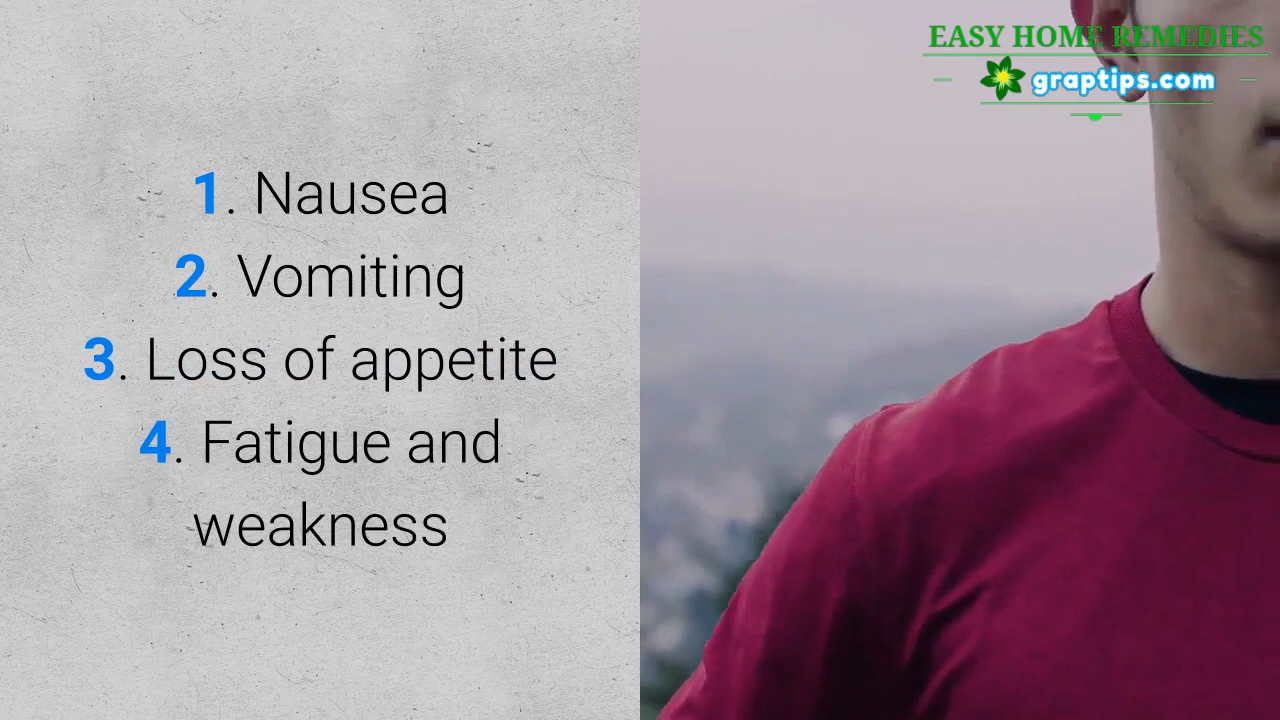 EASY HOME REMEDIES
graptips.com
1. Nausea
2. Vomiting
3. Loss of appetite
4. Fatigue and
weakness